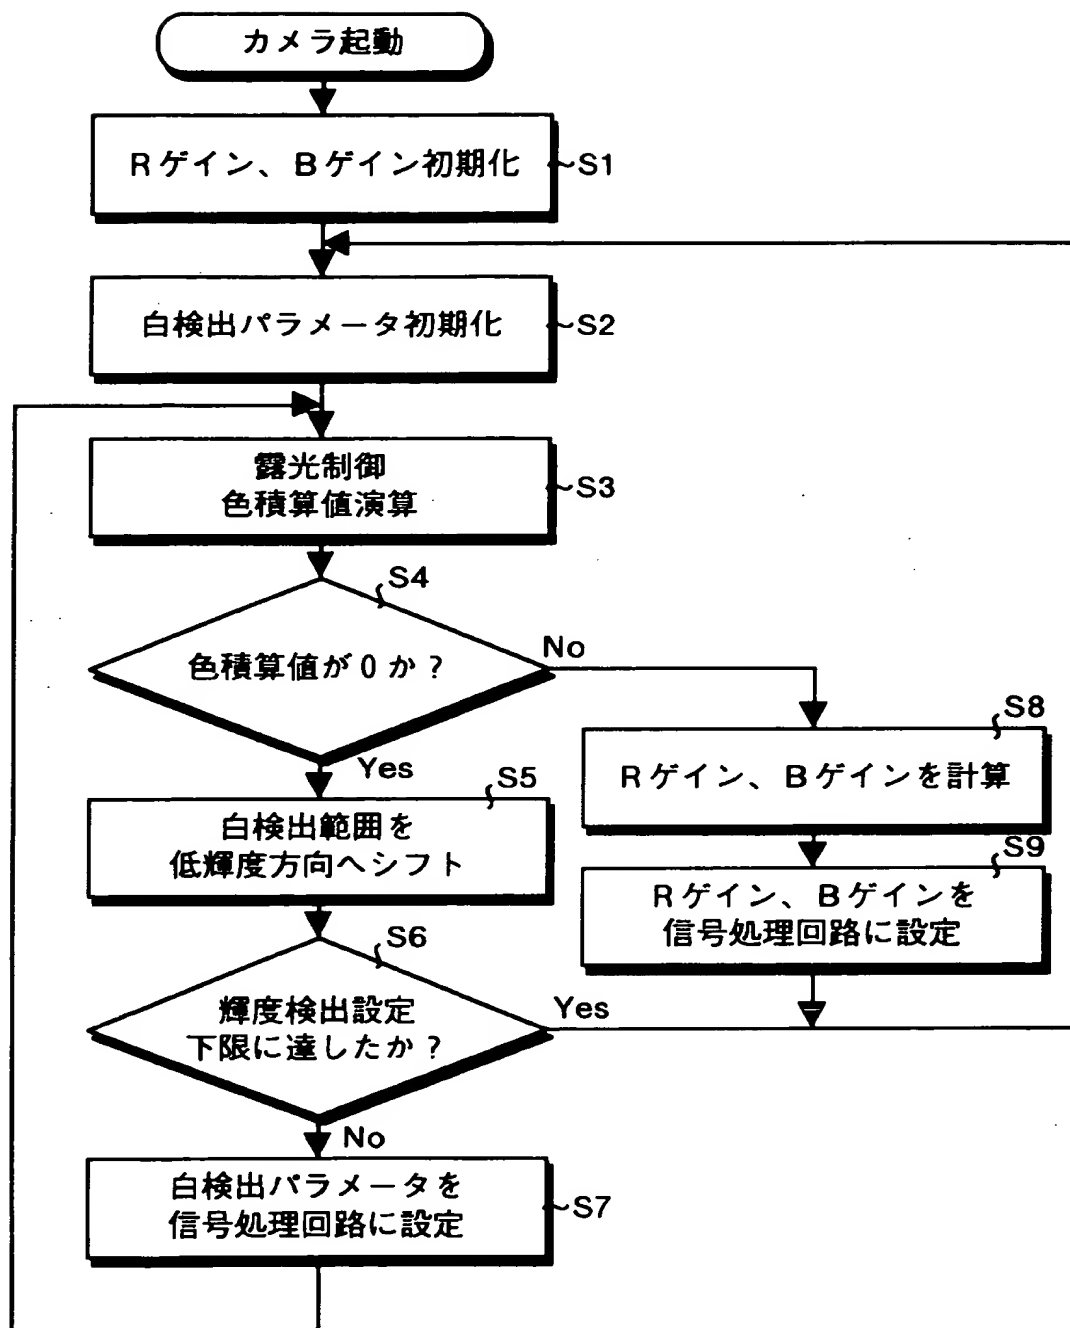 カメラ起動
Rゲイン、Bゲイン初期化
S1
白検出パラメータ初期化
S2
露光制御
色積算値演算
S3
S4
色積算値が0か?
No
Yes
S5
白検出範囲を
低輝度方向へシフト
S8
Rゲイン、Bゲインを計算
S9
Rゲイン、Bゲインを
信号処理回路に設定
S6
輝度検出設定
下限に達したか?
Yes
No
白検出パラメータを
信号処理回路に設定
S7